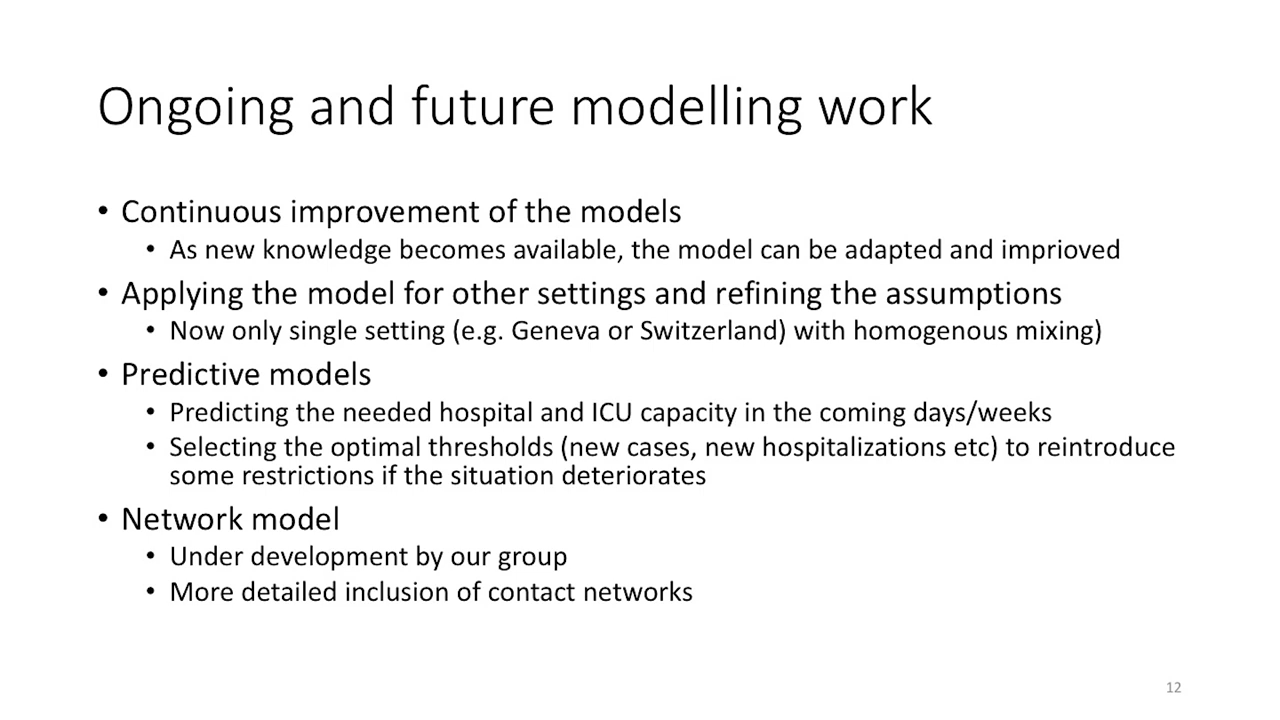 Ongoing and future modelling work
• Continuous improvement of the models
• As new knowledge becomes available, the model can be adapted and imprioved
• Applying the model for other settings and refining the assumptions
• Now only single setting (e.g. Geneva or Switzerland) with homogenous mixing)
• Predictive models
• Predicting the needed hospital and ICU capacity in the coming days/weeks
• Selecting the optimal thresholds (new cases, new hospitalizations etc) to reintroduce
some restrictions if the situation deteriorates
• Network model
• Under development by our group
• More detailed inclusion of contact networks
12